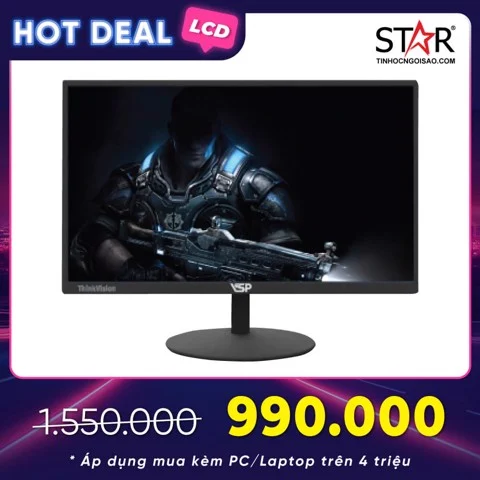 HOT DEAL LCD
STAR
TINHOCNGOISAO.COM
ThinkVision
VSP
1.550.000 990.000
* Áp dụng mua kèm PC/Laptop trên 4 triệu